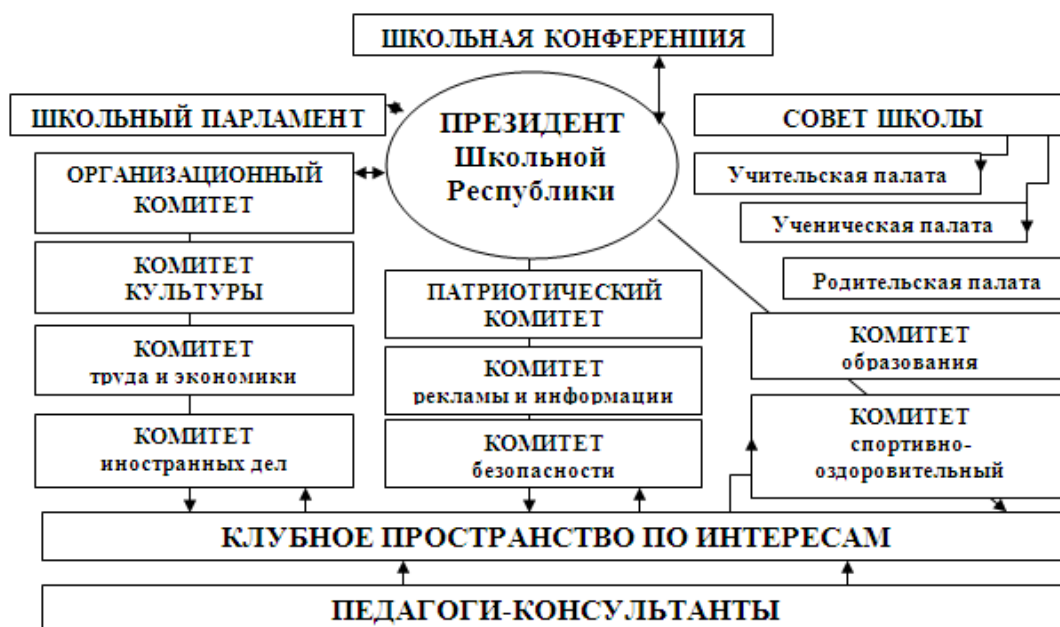 ШКОЛЬНАЯ КОНФЕРЕНЦИЯ
ШКОЛЬНЫЙ ПАРЛАМЕНТ
ПРЕЗИДЕНТ
Школьной
Республики
СОВЕТ ШКОЛЫ
Учительская палата
Ученическая палата
Родительская палата
ОРГАНИЗАЦИОННЫЙ
КОМИТЕТ
КОМИТЕТ
КУЛЬТУРЫ
КОМИТЕТ
труда и экономики
КОМИТЕТ
иностранных дел
ПАТРИОТИЧЕСКИЙ
КОМИТЕТ
КОМИТЕТ
рекламы и информации
КОМИТЕТ
безопасности
КОМИТЕТ
образования
КОМИТЕТ
спортивно-
оздоровительный
КЛУБНОЕ ПРОСТРАНСТВО ПО ИНТЕРЕСАМ
ПЕДАГОГИ-КОНСУЛЬТАНТЫ